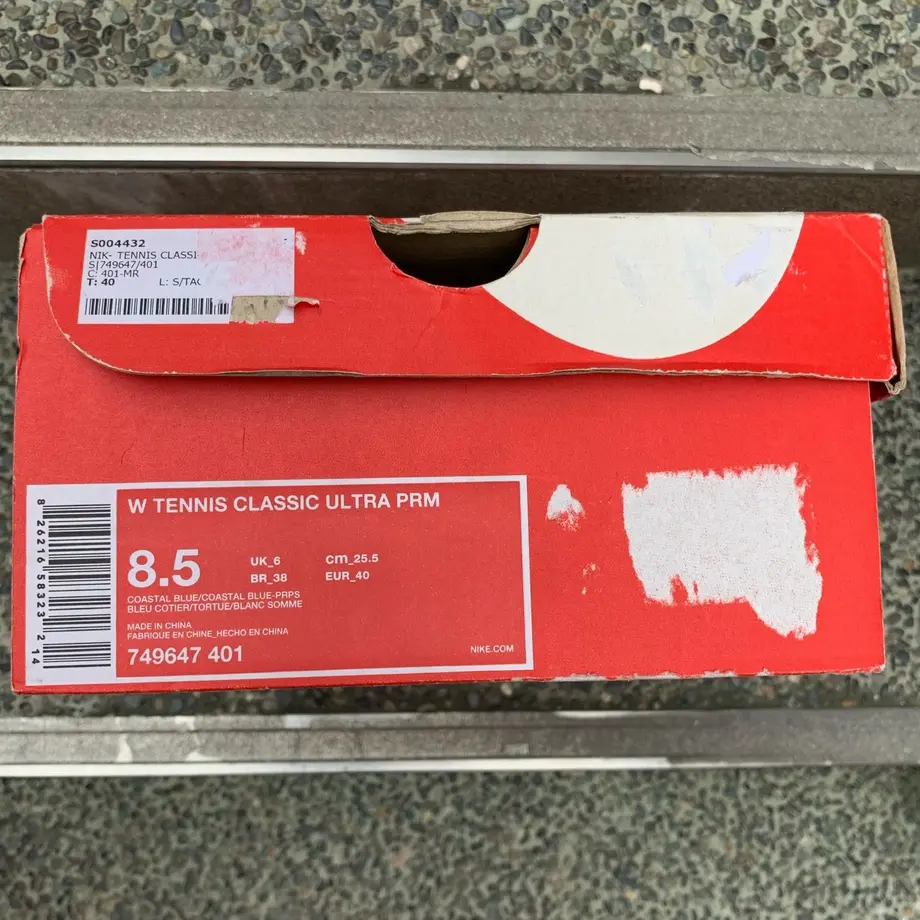 S004432
NIK- TENNIS CLASSI
S|749647/401
C: 401-MR
T: 40 L: S/TAC
W TENNIS CLASSIC ULTRA PRM
8.5
UK_6 cm_25.5
BR_38 EUR_40
COASTAL BLUE/COASTAL BLUE-PRPS
BLEU COTIER/TORTUE/BLANC SOMME
MADE IN CHINA
FABRIQUE EN CHINE_HECHO EN CHINA
749647 401
NIKE.COM
8 26216 58323 2 14